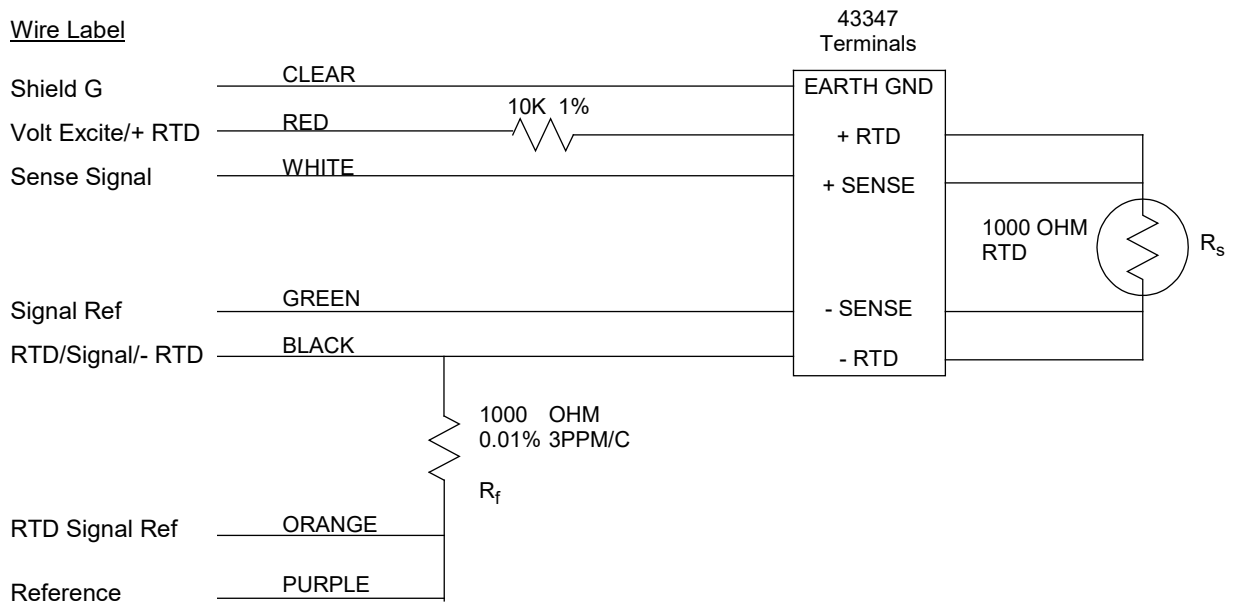 Wire Label
43347
Terminals
Shield G
CLEAR
EARTH GND
10K 1%
Volt Excite/+ RTD
RED
+ RTD
Sense Signal
WHITE
+ SENSE
1000 OHM
RTD
Rs
Signal Ref
GREEN
- SENSE
RTD/Signal/- RTD
BLACK
- RTD
1000 OHM
0.01% 3PPM/C
Rf
RTD Signal Ref
ORANGE
Reference
PURPLE